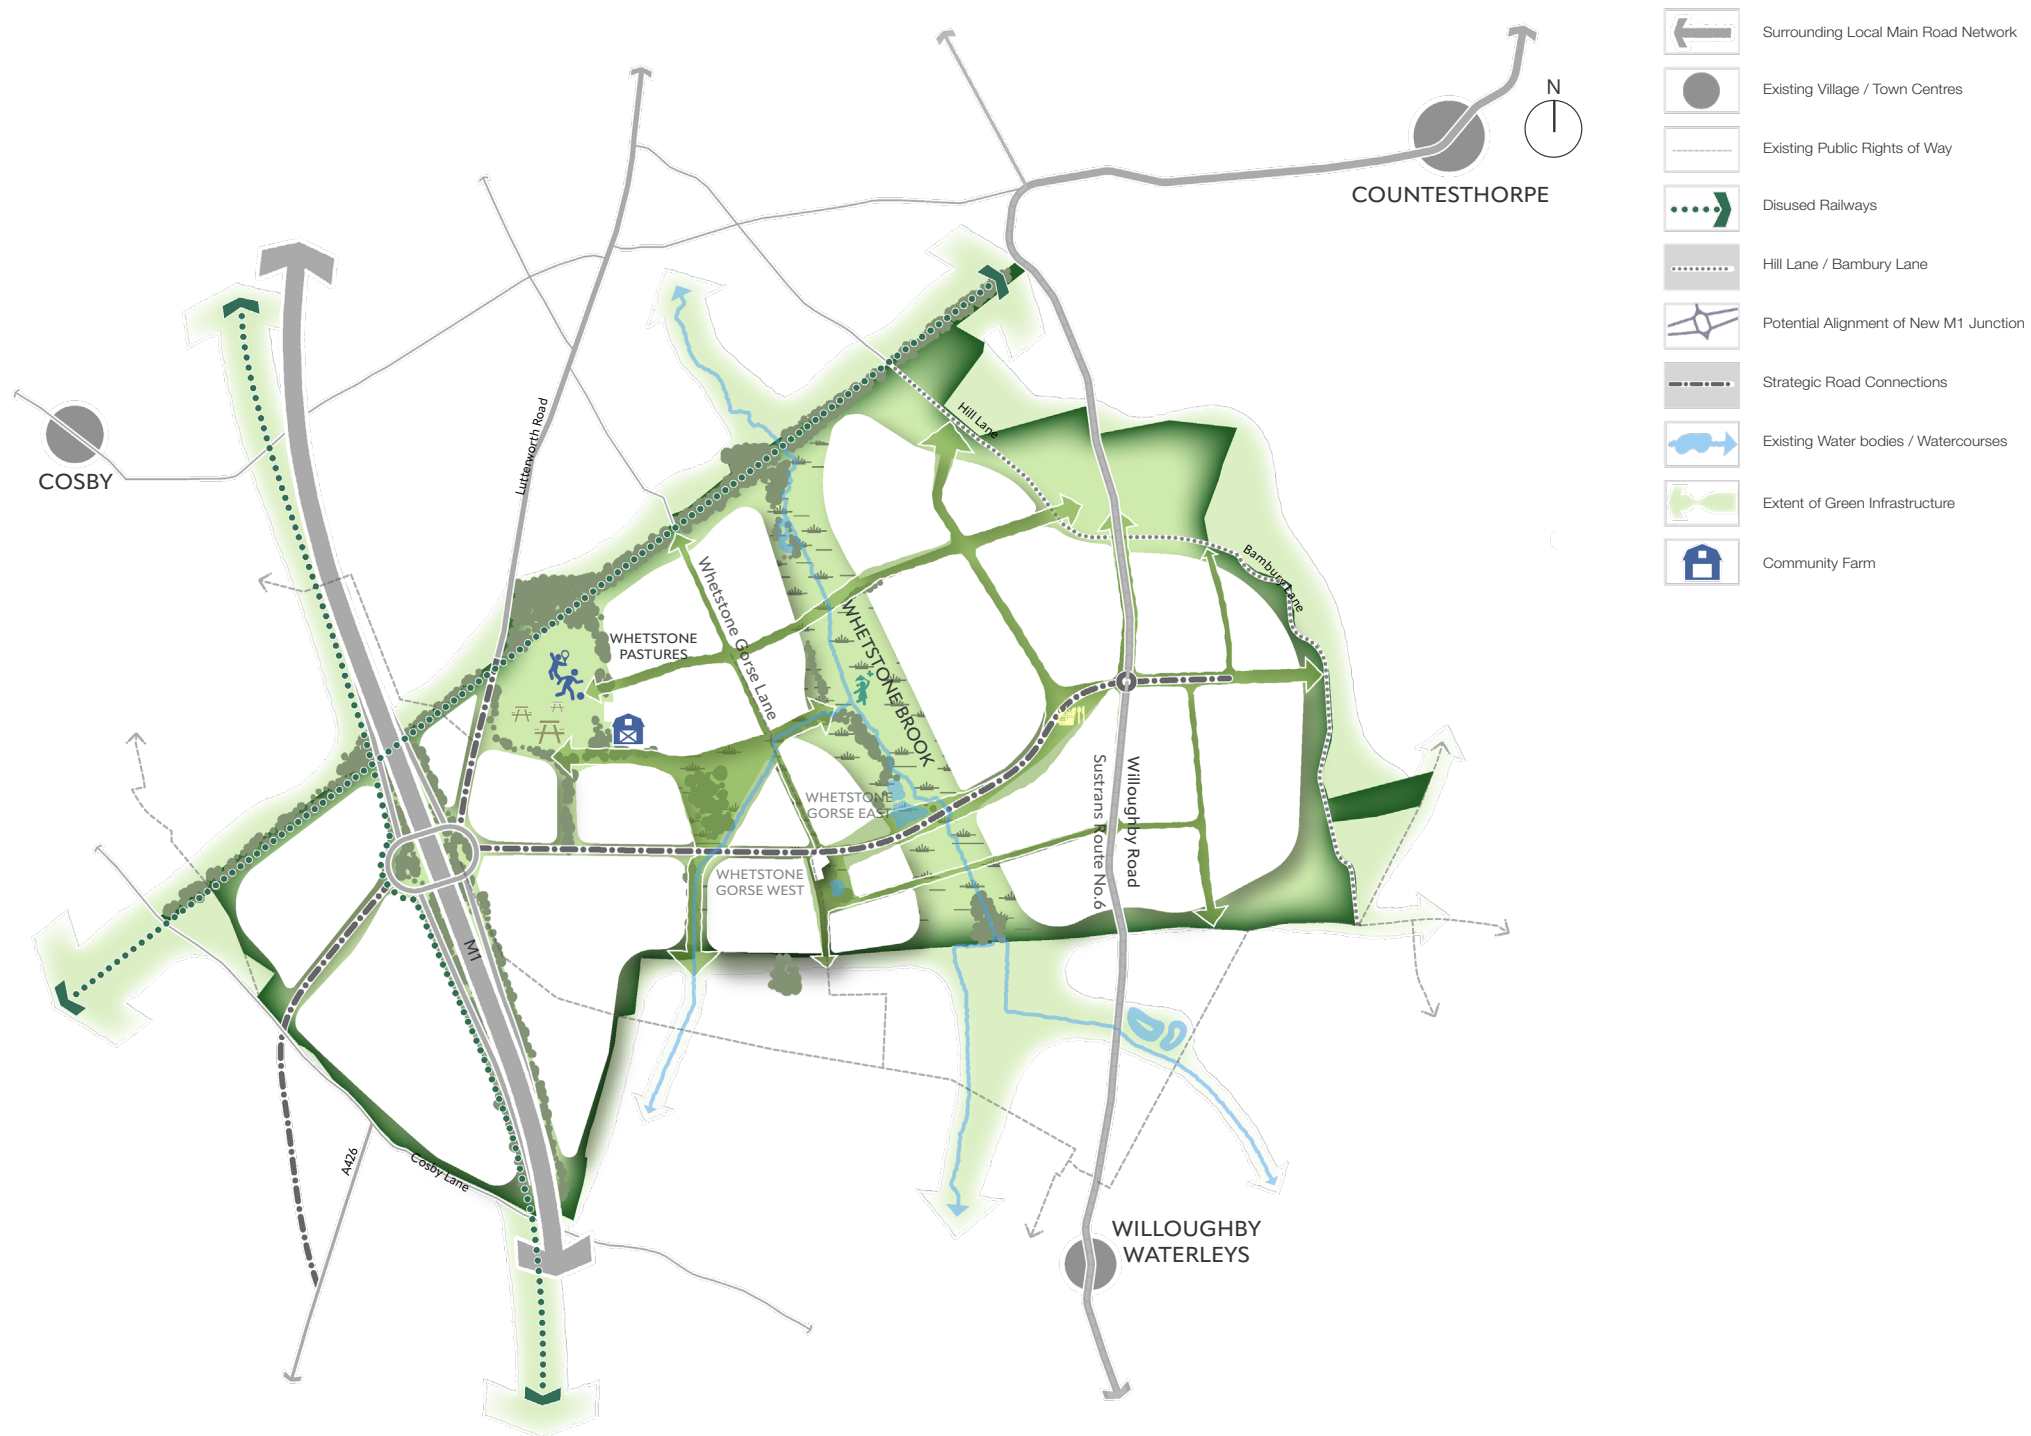 Surrounding Local Main Road Network
Existing Village / Town Centres
Existing Public Rights of Way
Disused Railways
Hill Lane / Bambury Lane
Potential Alignment of New M1 Junction
Strategic Road Connections
Existing Water bodies / Watercourses
Extent of Green Infrastructure
Community Farm
N
COUNTESTHORPE
COSBY
Lutterworth Road
Hill Lane
Bambury Lane
Whetstone Gorse Lane
WHETSTONE
PASTURES
WHETSTONE BROOK
WHETSTONE
GORSE EAST
WHETSTONE
GORSE WEST
Willoughby Road
Sustrans Route No.6
M1
A426
Cosby Lane
WILLOUGHBY
WATERLEYS